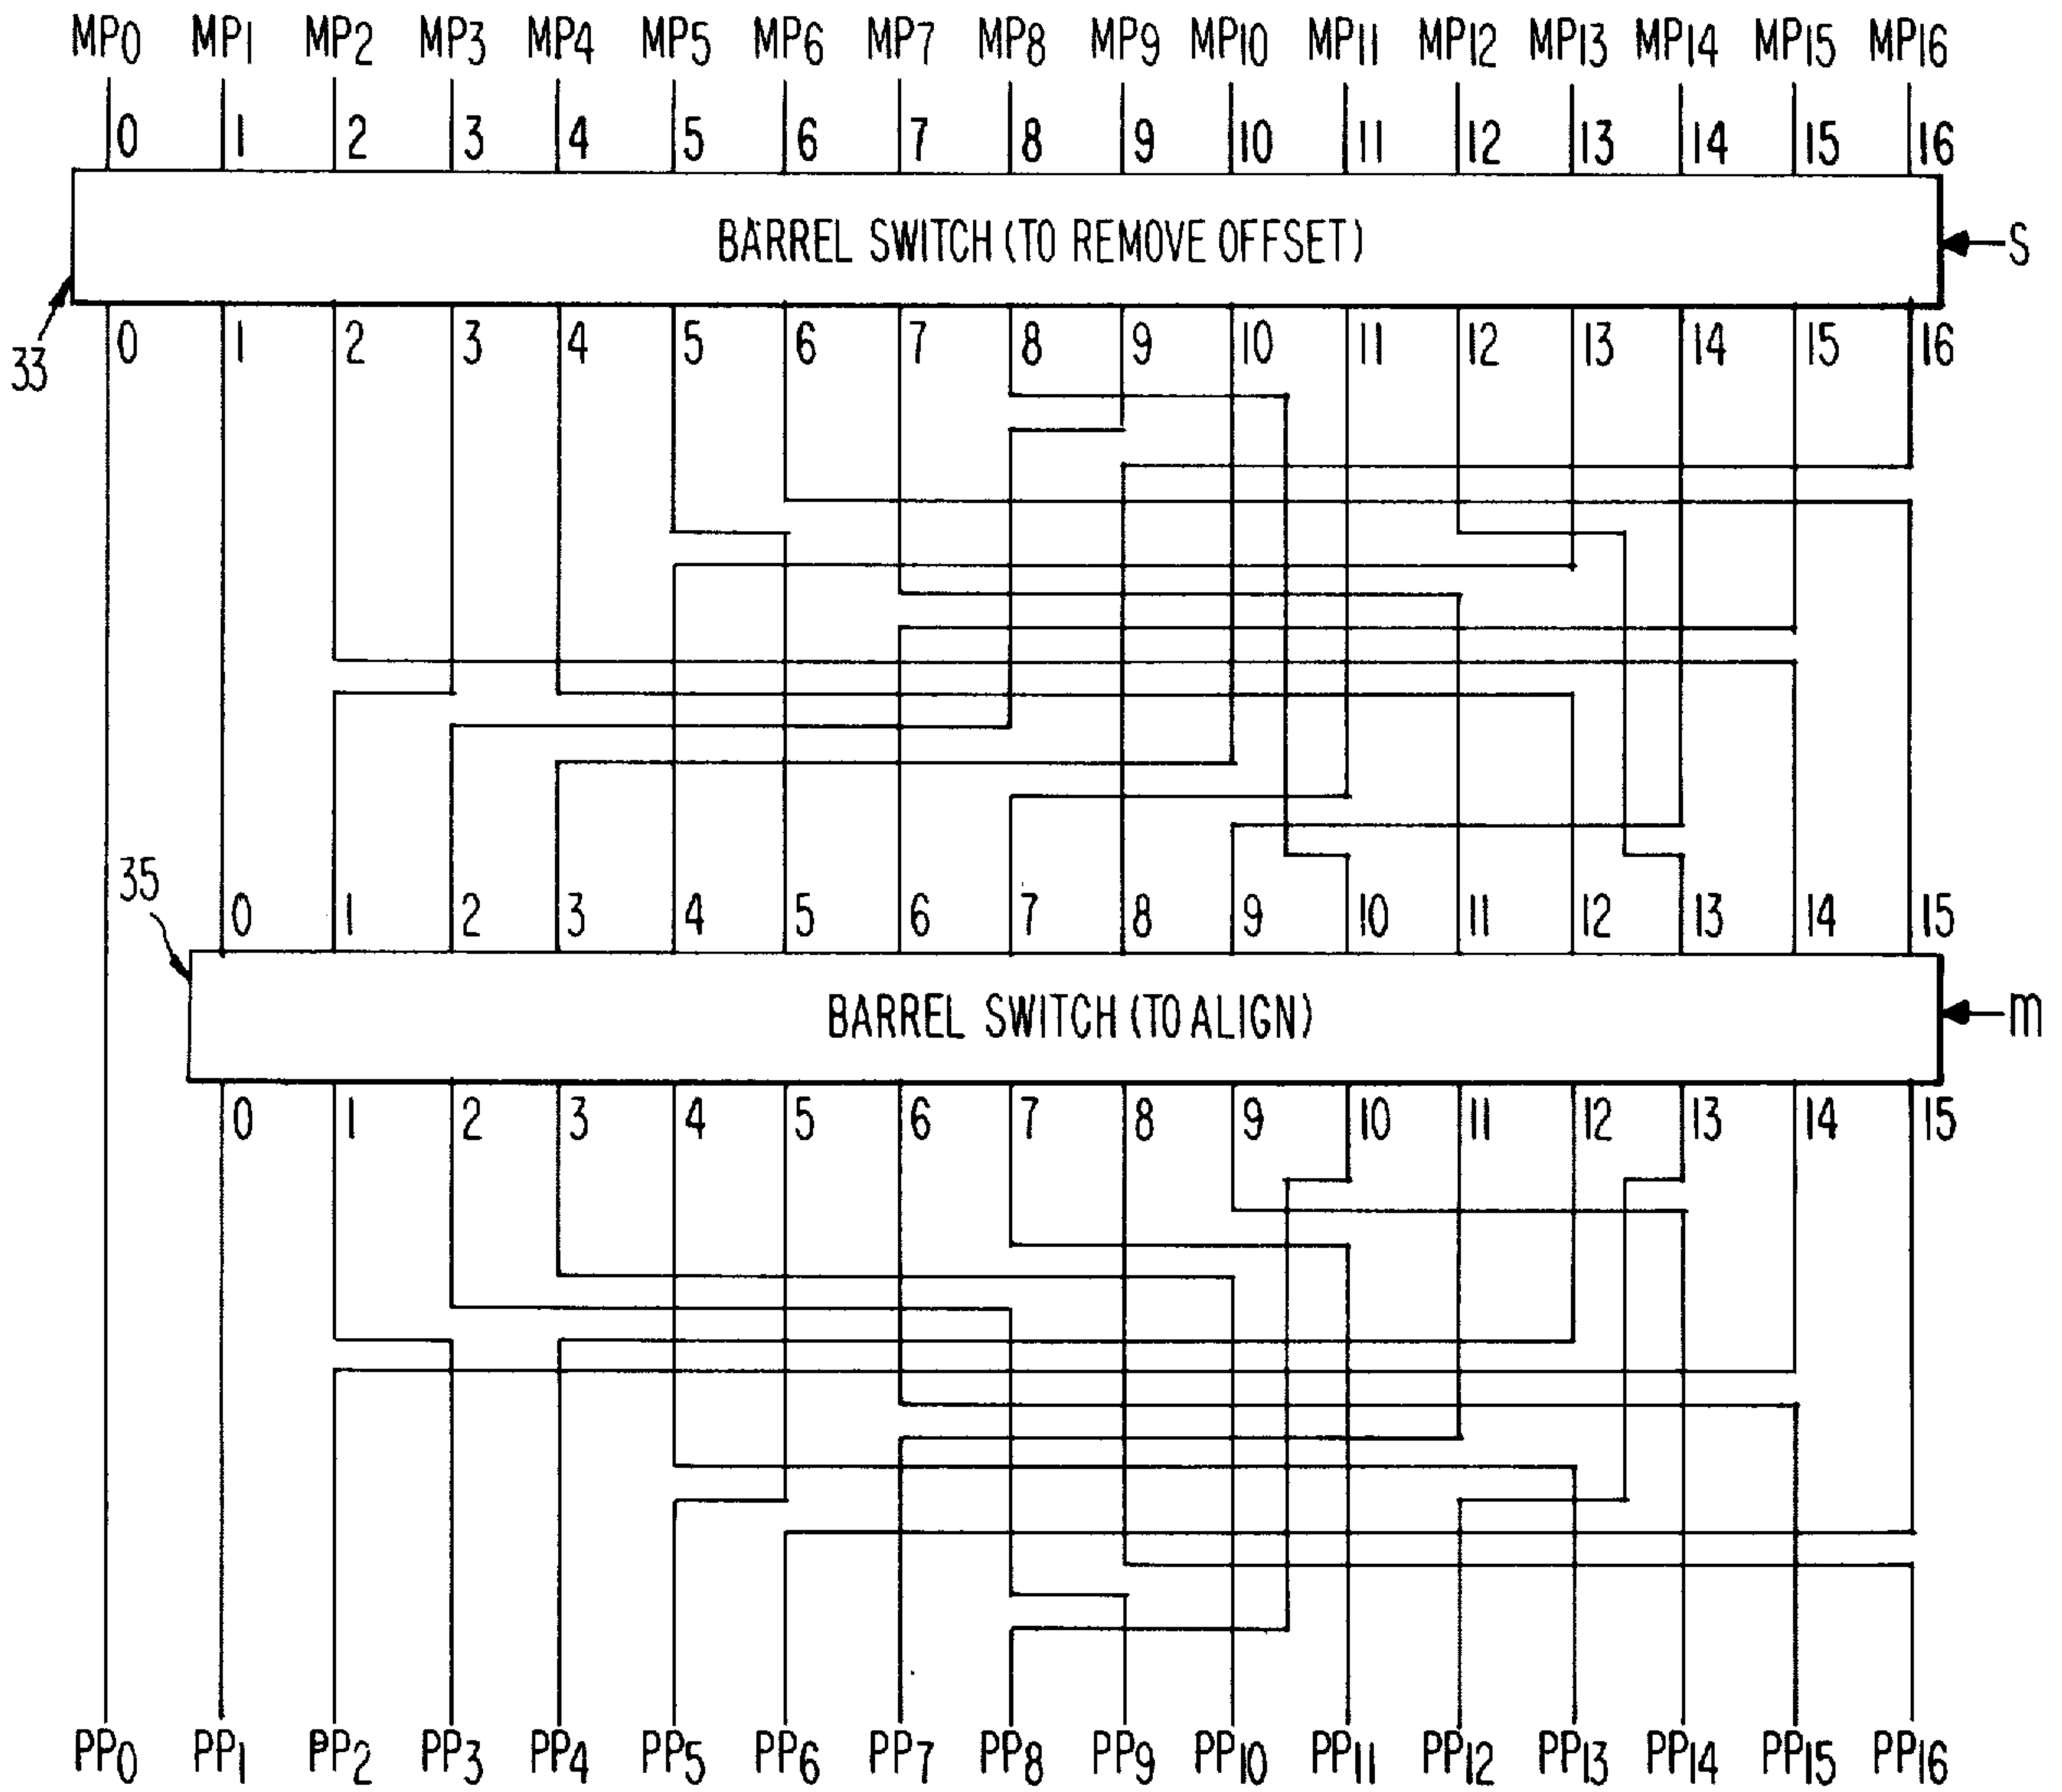 MP0 MP1 MP2 MP3 MP4 MP5 MP6 MP7 MP8 MP9 MP10 MP11 MP12 MP13 MP14 MP15 MP16
0 1 2 3 4 5 6 7 8 9 10 11 12 13 14 15 16
BARREL SWITCH (TO REMOVE OFFSET)
S
33
0 1 2 3 4 5 6 7 8 9 10 11 12 13 14 15 16
35
0 1 2 3 4 5 6 7 8 9 10 11 12 13 14 15
BARREL SWITCH (TO ALIGN)
m
0 1 2 3 4 5 6 7 8 9 10 11 12 13 14 15
PP0 PP1 PP2 PP3 PP4 PP5 PP6 PP7 PP8 PP9 PP10 PP11 PP12 PP13 PP14 PP15 PP16